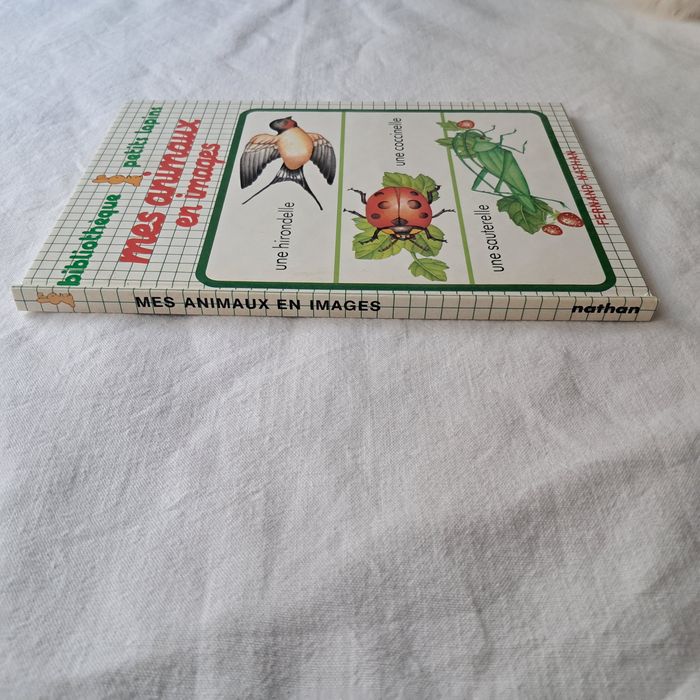 bibliothèque petits lapins
mes animaux
en images
une hirondelle
une coccinelle
une sauterelle
FERNAND NATHAN
MES ANIMAUX EN IMAGES
nathan